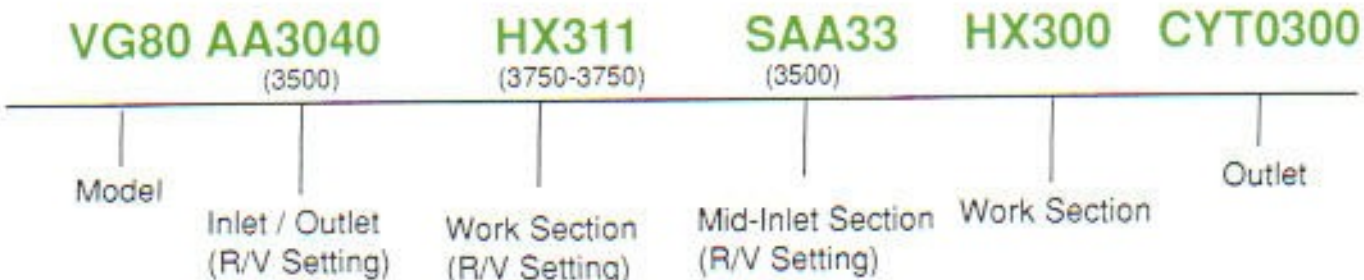 VG80 AA3040 HX311 SAA33 HX300 CYT0300
(3500) (3750-3750) (3500)
Model
Inlet / Outlet
(R/V Setting)
Work Section
(R/V Setting)
Mid-Inlet Section
(R/V Setting)
Work Section
Outlet